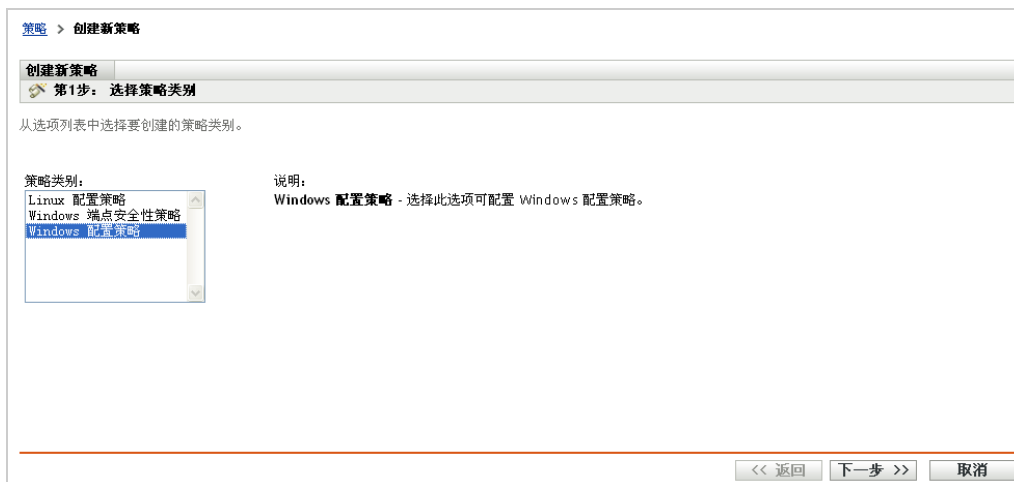 策略 > 创建新策略
创建新策略
第1步： 选择策略类别
从选项列表中选择要创建的策略类别。
策略类别：
Linux 配置策略
Windows 端点安全性策略
Windows 配置策略
说明：
Windows 配置策略 - 选择此选项可配置 Windows 配置策略。
<< 返回
下一步 >>
取消